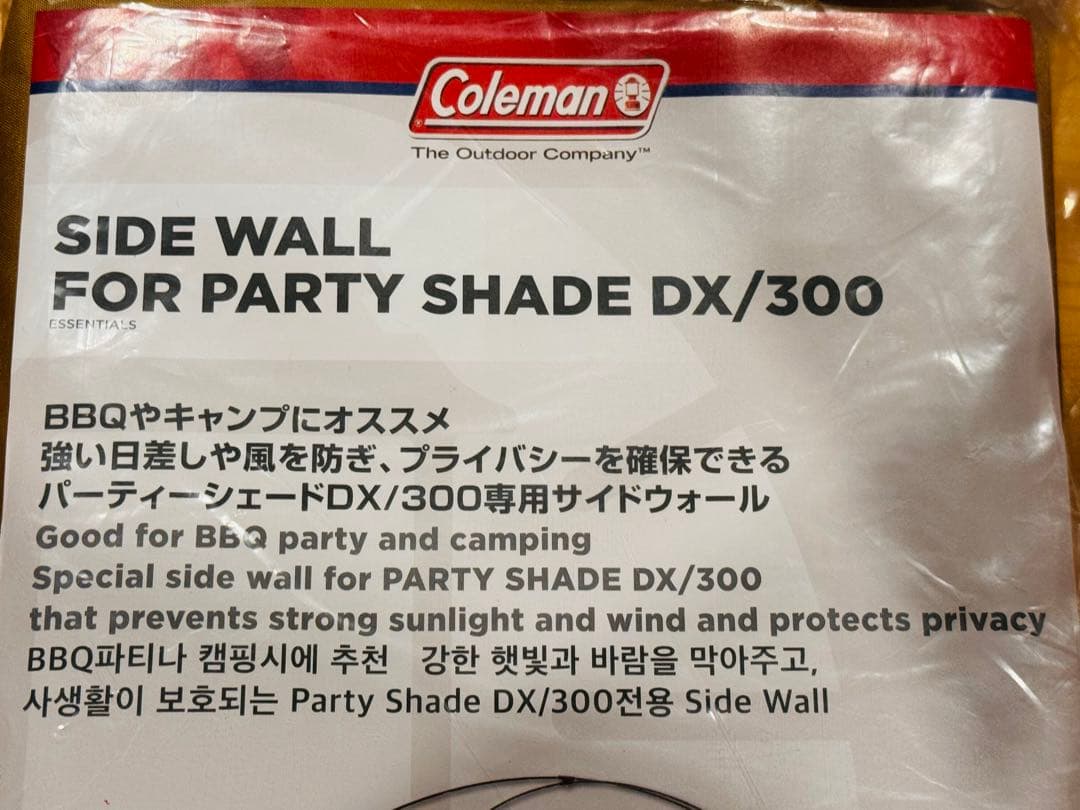 Coleman
The Outdoor Company™
SIDE WALL
FOR PARTY SHADE DX/300
ESSENTIALS
BBQやキャンプにオススメ
強い日差しや風を防ぎ、プライバシーを確保できる
パーティーシェードDX/300専用サイドウォール
Good for BBQ party and camping
Special side wall for PARTY SHADE DX/300
that prevents strong sunlight and wind and protects privacy
BBQ파티나 캠핑시에 추천 강한 햇빛과 바람을 막아주고,
사생활이 보호되는 Party Shade DX/300전용 Side Wall